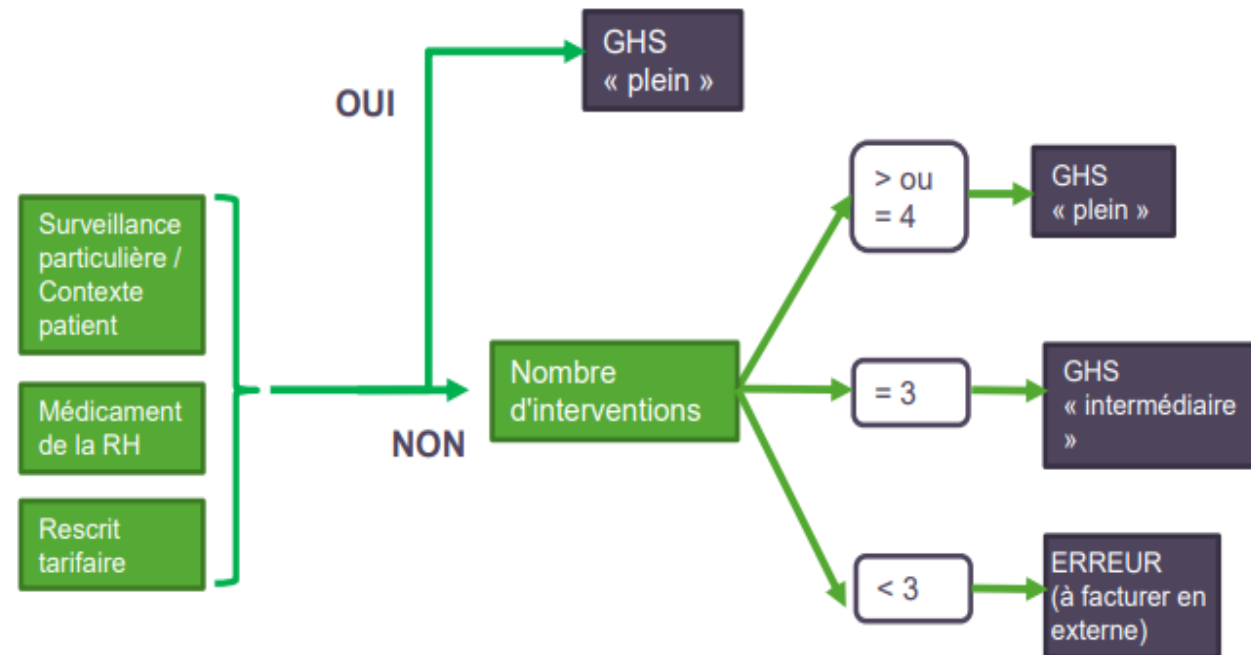 GHS
« plein »
OUI
> ou
= 4
GHS
« plein »
Surveillance
particulière /
Contexte
patient
Médicament
de la RH
Rescrit
tarifaire
NON
Nombre
d'interventions
= 3
GHS
« intermédiaire
»
< 3
ERREUR
(à facturer en
externe)